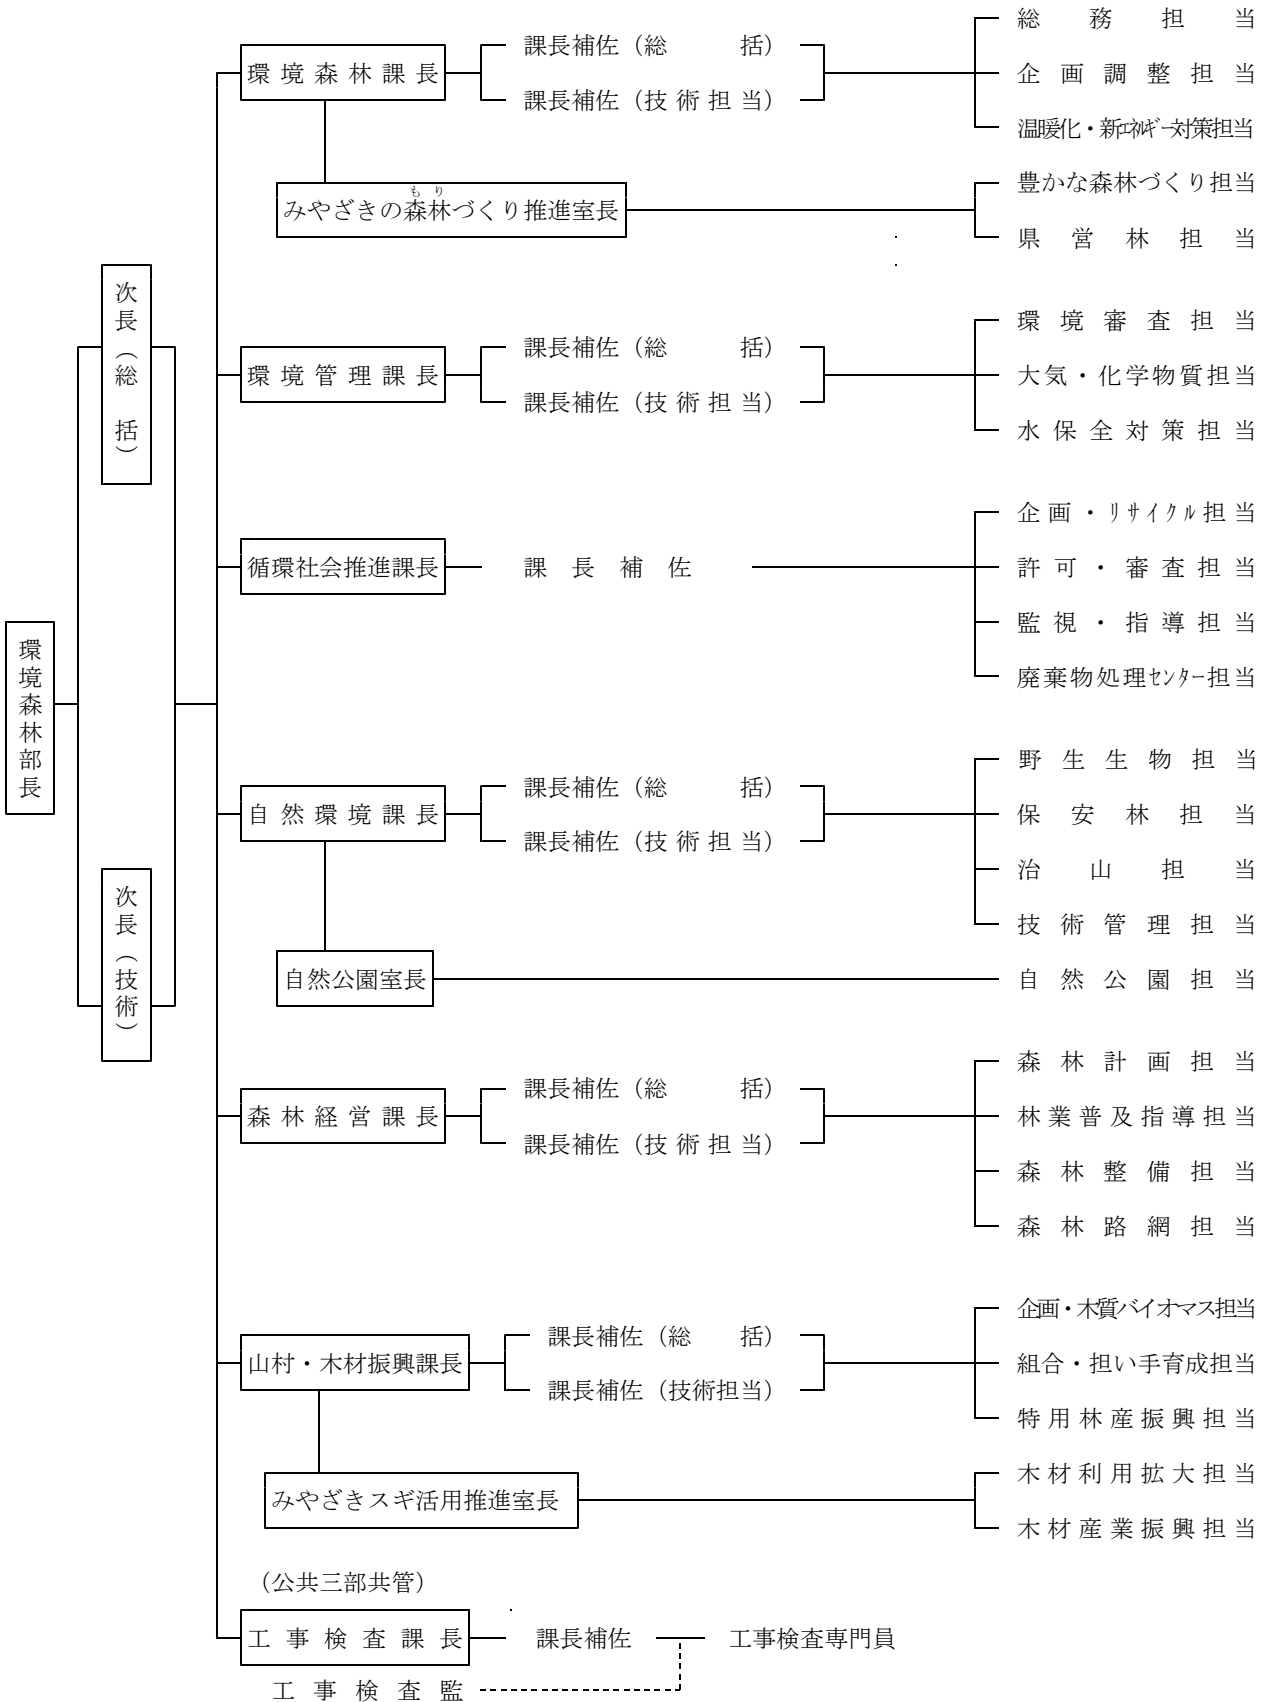 環境森林部長
次長（総　括）
次長（技術）
環境森林課長
課長補佐（総　括）
課長補佐（技術担当）
総務担当
企画調整担当
温暖化・新ｴﾈﾙｷﾞｰ対策担当
もり
みやざきの森林づくり推進室長
豊かな森林づくり担当
県営林担当
環境管理課長
課長補佐（総　括）
課長補佐（技術担当）
環境審査担当
大気・化学物質担当
水保全対策担当
循環社会推進課長
課長補佐
企画・ﾘｻｲｸﾙ担当
許可・審査担当
監視・指導担当
廃棄物処理ｾﾝﾀｰ担当
自然環境課長
課長補佐（総　括）
課長補佐（技術担当）
野生生物担当
保安林担当
治山担当
技術管理担当
自然公園室長
自然公園担当
森林経営課長
課長補佐（総　括）
課長補佐（技術担当）
森林計画担当
林業普及指導担当
森林整備担当
森林路網担当
山村・木材振興課長
課長補佐（総　括）
課長補佐（技術担当）
企画・木質バイオマス担当
組合・担い手育成担当
特用林産振興担当
みやざきスギ活用推進室長
木材利用拡大担当
木材産業振興担当
（公共三部共管）
工事検査課長
課長補佐
工事検査専門員
工事検査監